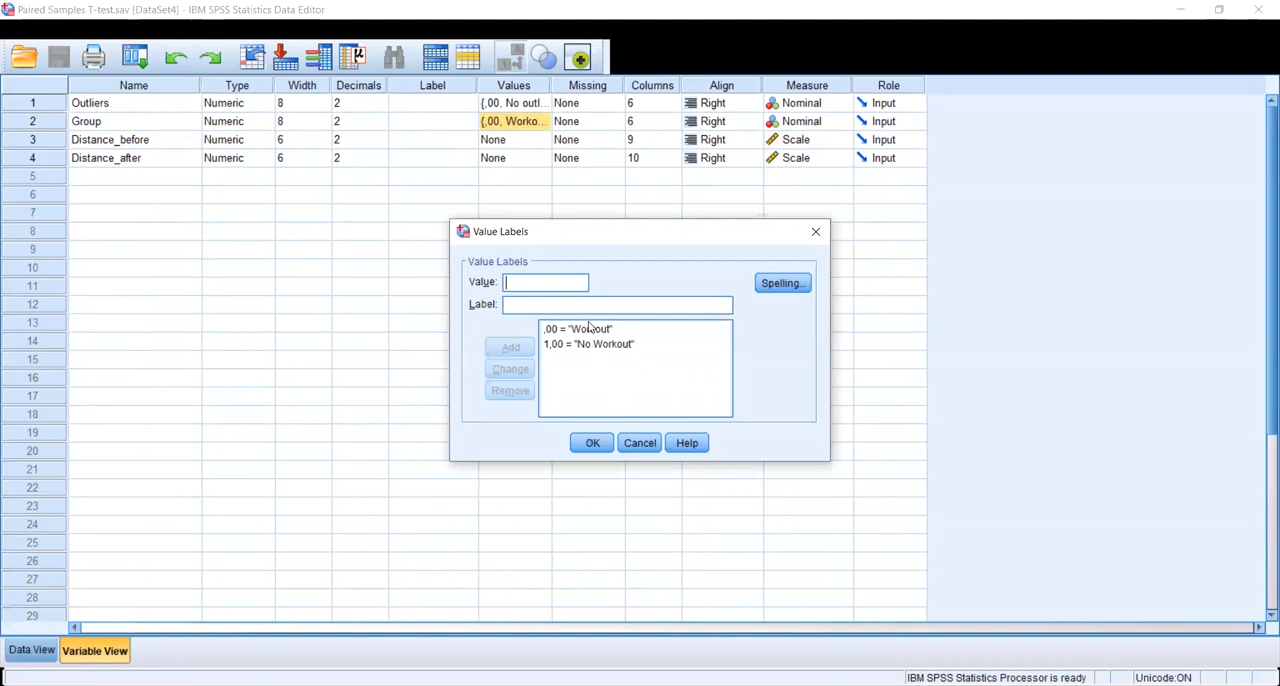 Paired Samples T-test.sav [DataSet4] - IBM SPSS Statistics Data Editor
Name Type Width Decimals Label Values Missing Columns Align Measure Role
1 Outliers Numeric 8 2 {,00, No outl... None 6 Right Nominal Input
2 Group Numeric 8 2 {,00, Worko... None 6 Right Nominal Input
3 Distance_before Numeric 6 2 None None 9 Right Scale Input
4 Distance_after Numeric 6 2 None None 10 Right Scale Input
5
6
7
8
9
10
11
12
13
14
15
16
17
18
19
20
21
22
23
24
25
26
27
28
29
Value Labels
Value Labels
Value:
Spelling...
Label:
,00 = "Workout"
1,00 = "No Workout"
Add
Change
Remove
OK Cancel Help
Data View Variable View
IBM SPSS Statistics Processor is ready Unicode:ON